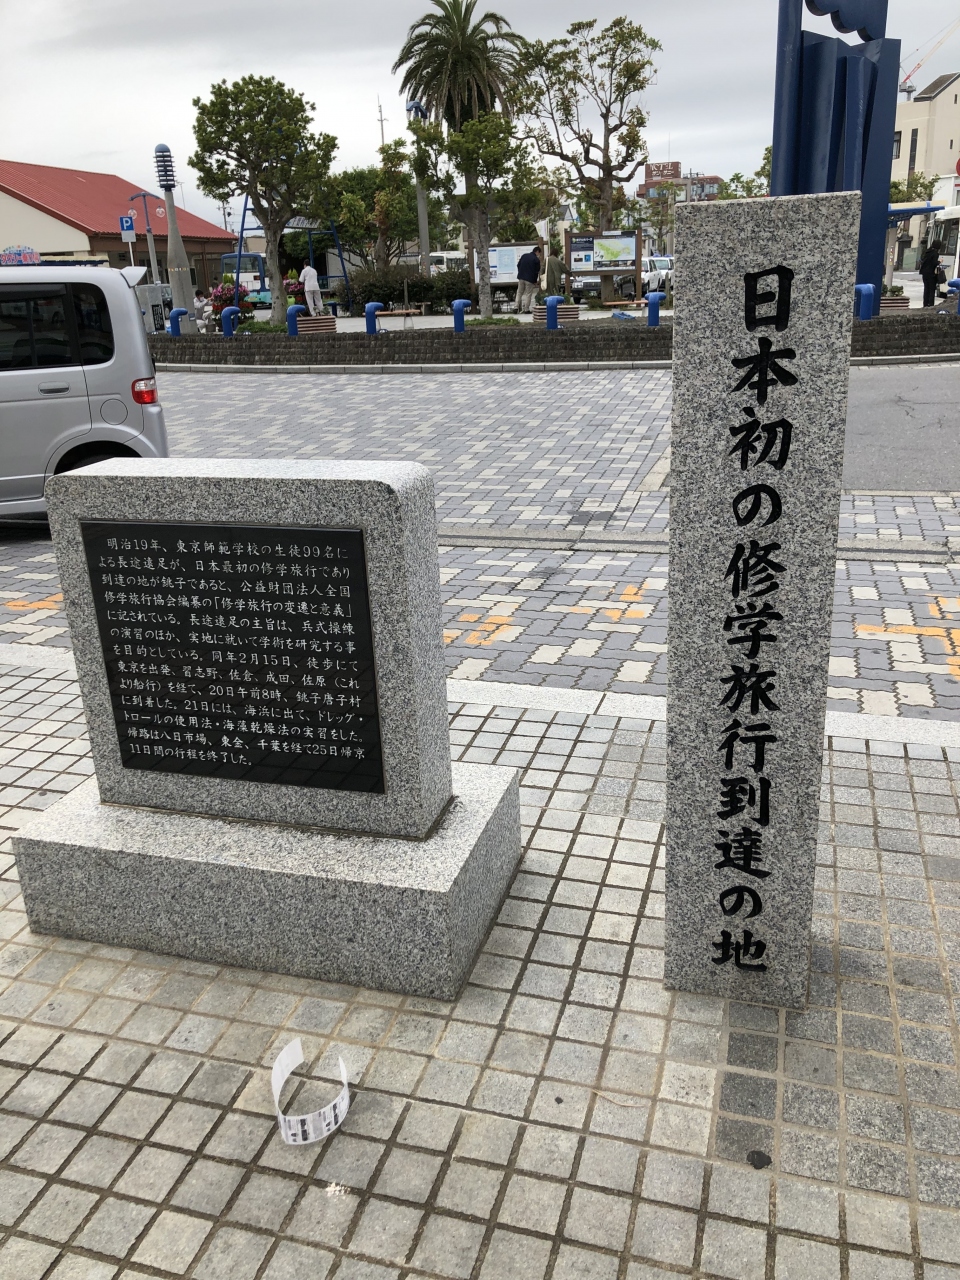 明治19年、東京師範学校の生徒99名に
よる長途遠足が、日本最初の修学旅行であり
到達の地が銚子であると、公益財団法人全国
修学旅行協会編纂の「修学旅行の変遷と意義」
に記されている。長途遠足の主旨は、兵式操練
の演習のほか、実地に就いて学術を研究する事
を目的としている。同年2月15日、徒歩にて
東京を出発、習志野、佐倉、成田、佐原（これ
より船行）を経て、20日午前8時、銚子唐子村
に到着した。21日には、海浜に出て、ドレッヂ・
トロールの使用法・海藻乾燥法の実習をした。
帰路は八日市場、東金、千葉を経て25日帰京
11日間の行程を終了した。
日本初の修学旅行到達の地
P